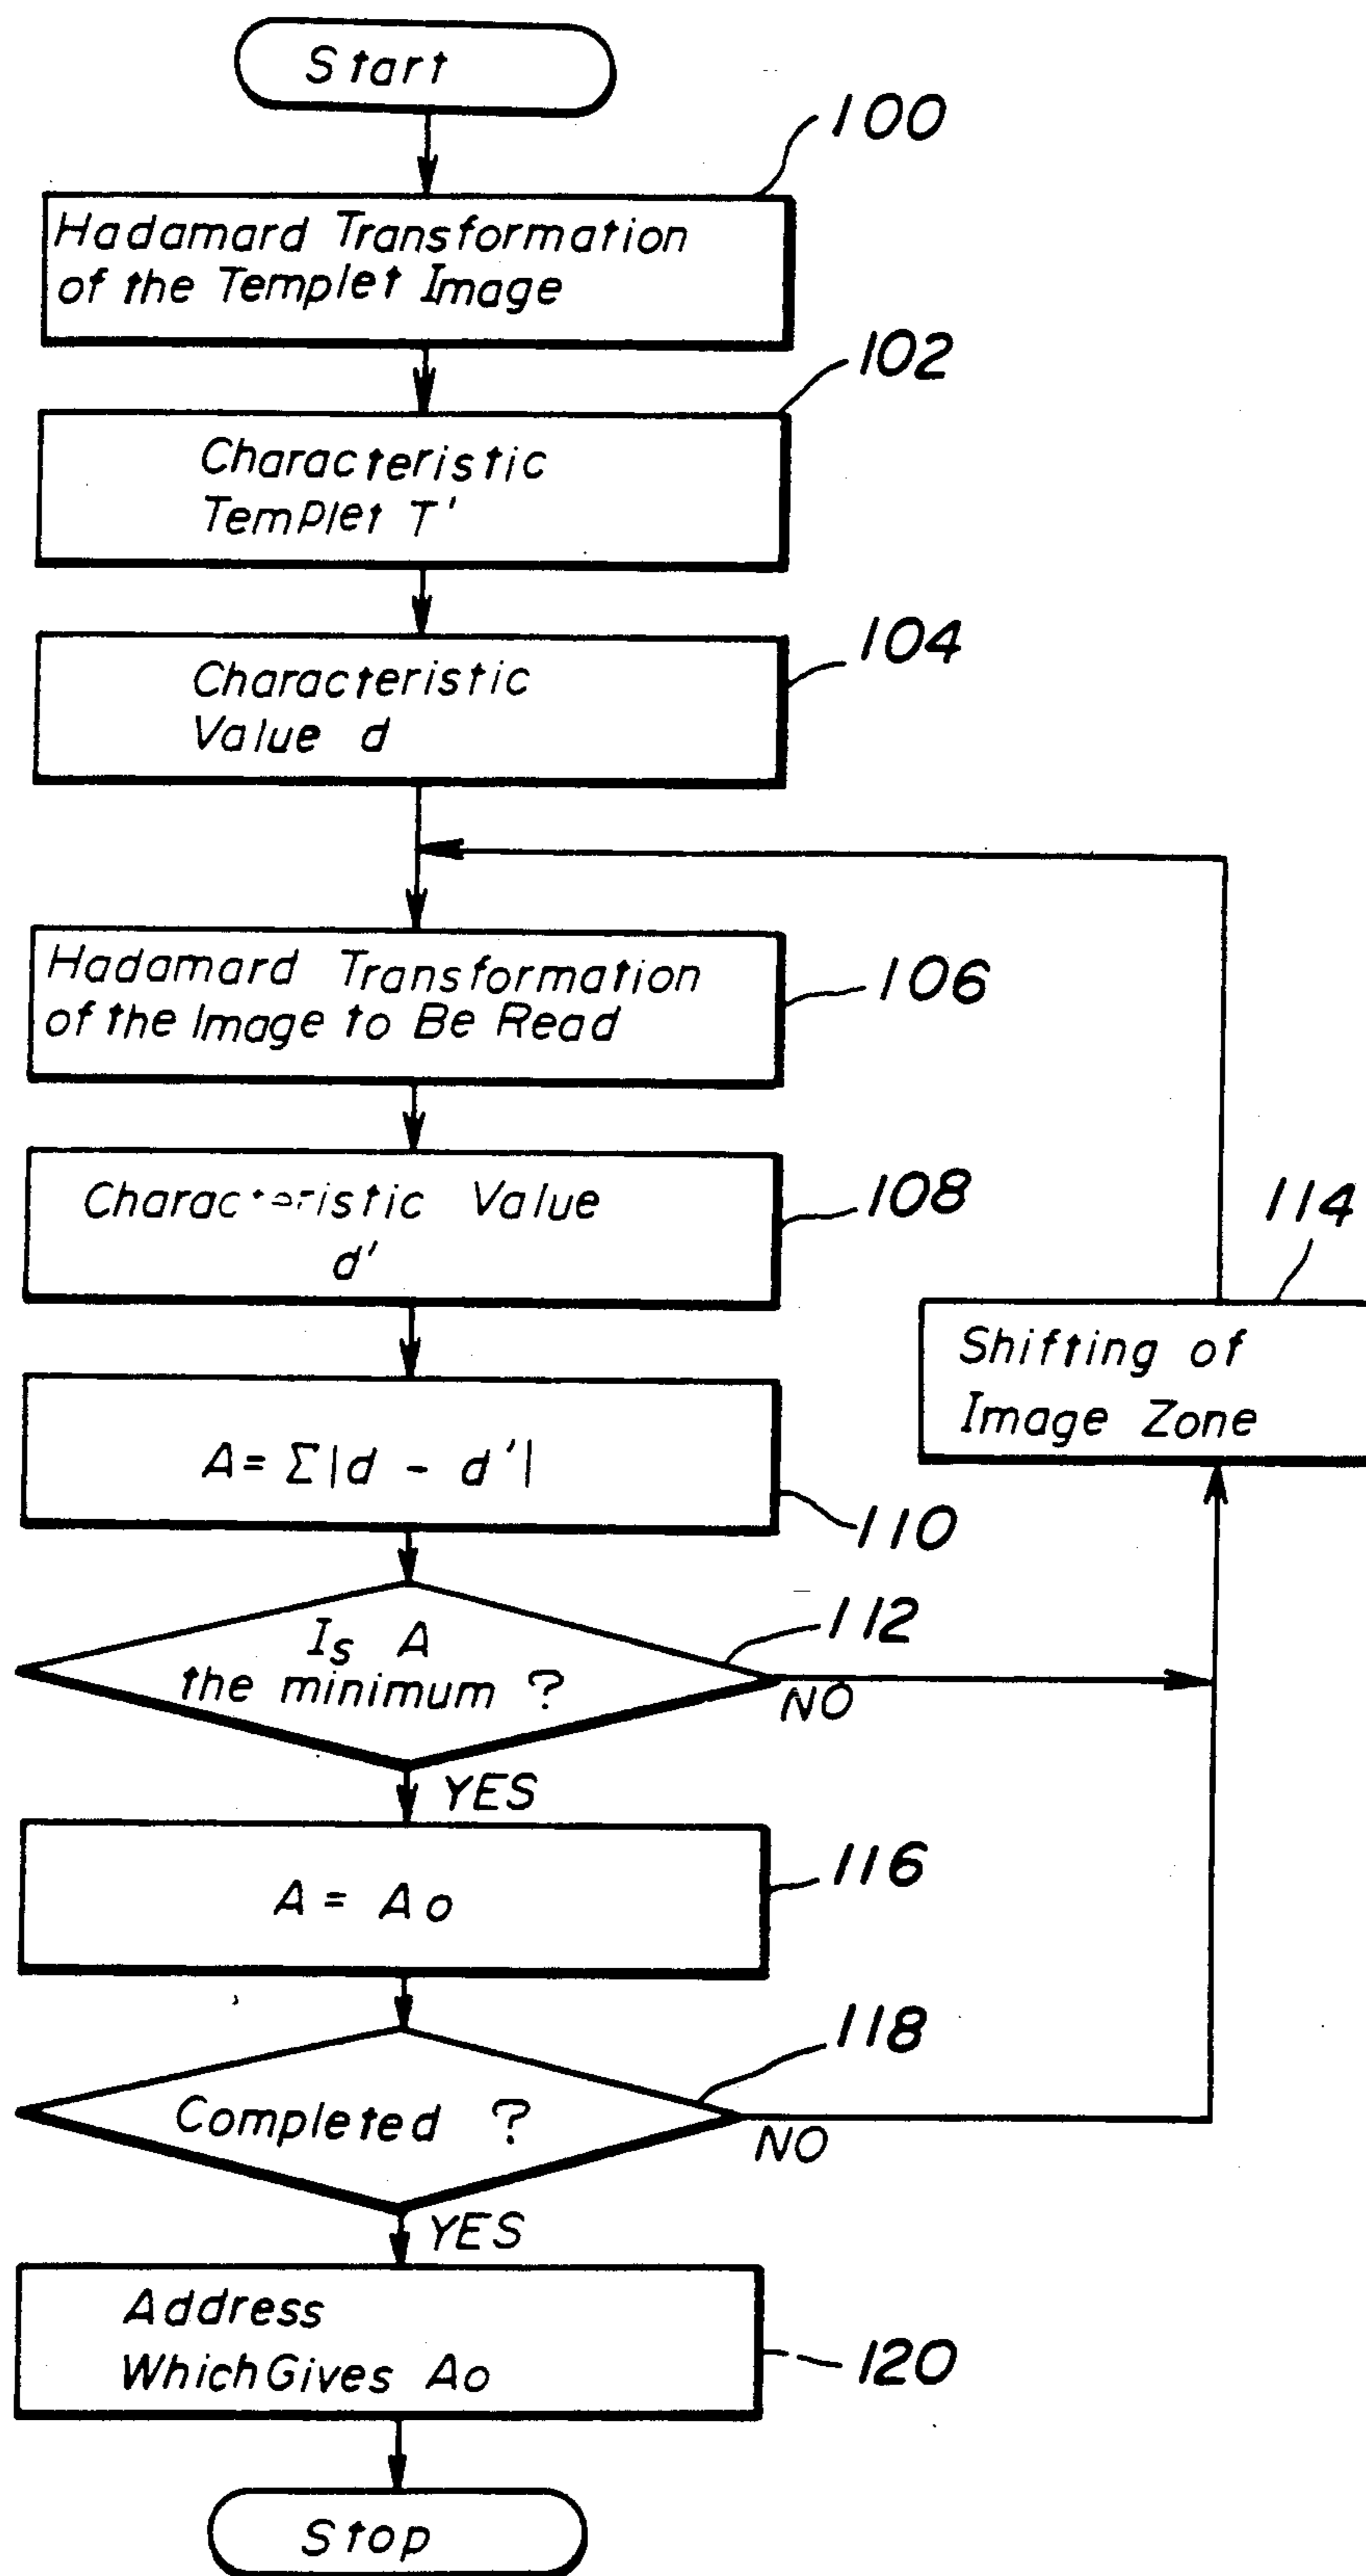 Start
100
Hadamard Transformation
of the Templet Image
102
Characteristic
Templet T'
104
Characteristic
Value d
Hadamard Transformation
of the Image to Be Read
106
Characteristic Value
d'
108
114
Shifting of
Image Zone
A = Σ|d - d'|
110
Is A
the minimum ?
112
NO
YES
A = Ao
116
118
Completed ?
NO
YES
Address
Which Gives Ao
120
Stop